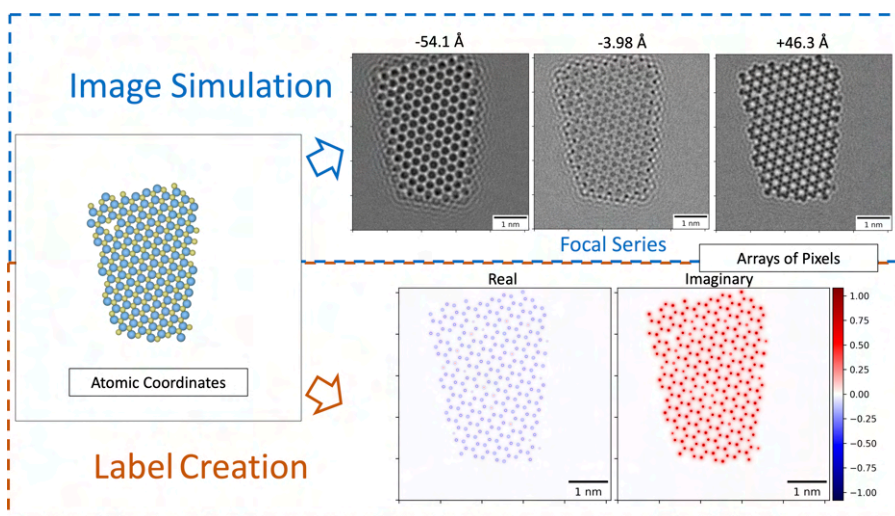 Image Simulation
-54.1 Å
-3.98 Å
+46.3 Å
1 nm
1 nm
1 nm
Focal Series
Arrays of Pixels
Atomic Coordinates
Real
Imaginary
1 nm
1 nm
1.00
0.75
0.50
0.25
0.00
-0.25
-0.50
-0.75
-1.00
Label Creation